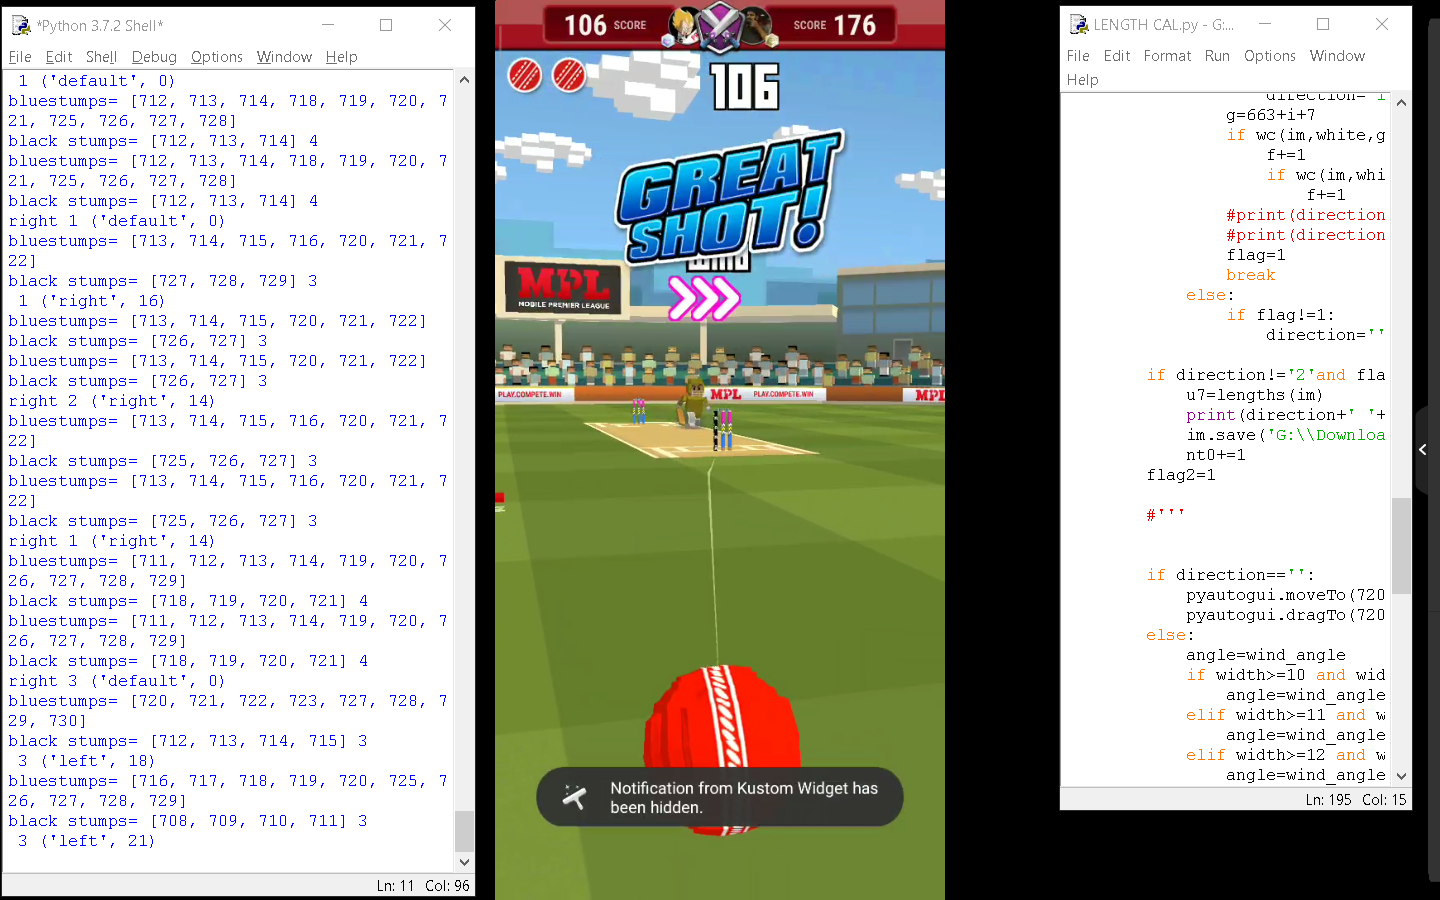 *Python 3.7.2 Shell*
File Edit Shell Debug Options Window Help
 1 ('default', 0)
bluestumps= [712, 713, 714, 718, 719, 720, 7
21, 725, 726, 727, 728]
black stumps= [712, 713, 714] 4
bluestumps= [712, 713, 714, 718, 719, 720, 7
21, 725, 726, 727, 728]
black stumps= [712, 713, 714] 4
right 1 ('default', 0)
bluestumps= [713, 714, 715, 716, 720, 721, 7
22]
black stumps= [727, 728, 729] 3
 1 ('right', 16)
bluestumps= [713, 714, 715, 720, 721, 722]
black stumps= [726, 727] 3
bluestumps= [713, 714, 715, 720, 721, 722]
black stumps= [726, 727] 3
right 2 ('right', 14)
bluestumps= [713, 714, 715, 716, 720, 721, 7
22]
black stumps= [725, 726, 727] 3
bluestumps= [713, 714, 715, 716, 720, 721, 7
22]
black stumps= [725, 726, 727] 3
right 1 ('right', 14)
bluestumps= [711, 712, 713, 714, 719, 720, 7
26, 727, 728, 729]
black stumps= [718, 719, 720, 721] 4
bluestumps= [711, 712, 713, 714, 719, 720, 7
26, 727, 728, 729]
black stumps= [718, 719, 720, 721] 4
right 3 ('default', 0)
bluestumps= [720, 721, 722, 723, 727, 728, 7
29, 730]
black stumps= [712, 713, 714, 715] 3
 3 ('left', 18)
bluestumps= [716, 717, 718, 719, 720, 725, 7
26, 727, 728, 729]
black stumps= [708, 709, 710, 711] 3
 3 ('left', 21)
Ln: 11 Col: 96
106 SCORE
SCORE 176
106
GREAT
SHOT!
MPL
MOBILE PREMIER LEAGUE
PLAY.COMPETE.WIN
MPL PLAY.COMPETE.WIN
MPL
Notification from Kustom Widget has
been hidden.
LENGTH CAL.py - G:...
File Edit Format Run Options Window
Help
direction='i
g=663+i+7
if wc(im,white,g
f+=1
if wc(im,whi
f+=1
#print(direction
#print(direction
flag=1
break
else:
if flag!=1:
direction=''
if direction!='2'and fla
u7=lengths(im)
print(direction+' '+
im.save('G:\\Downloa
nt0+=1
flag2=1
#'''
if direction=='':
pyautogui.moveTo(720
pyautogui.dragTo(720
else:
angle=wind_angle
if width>=10 and wid
angle=wind_angle
elif width>=11 and w
angle=wind_angle
elif width>=12 and w
angle=wind_angle
Ln: 195 Col: 15